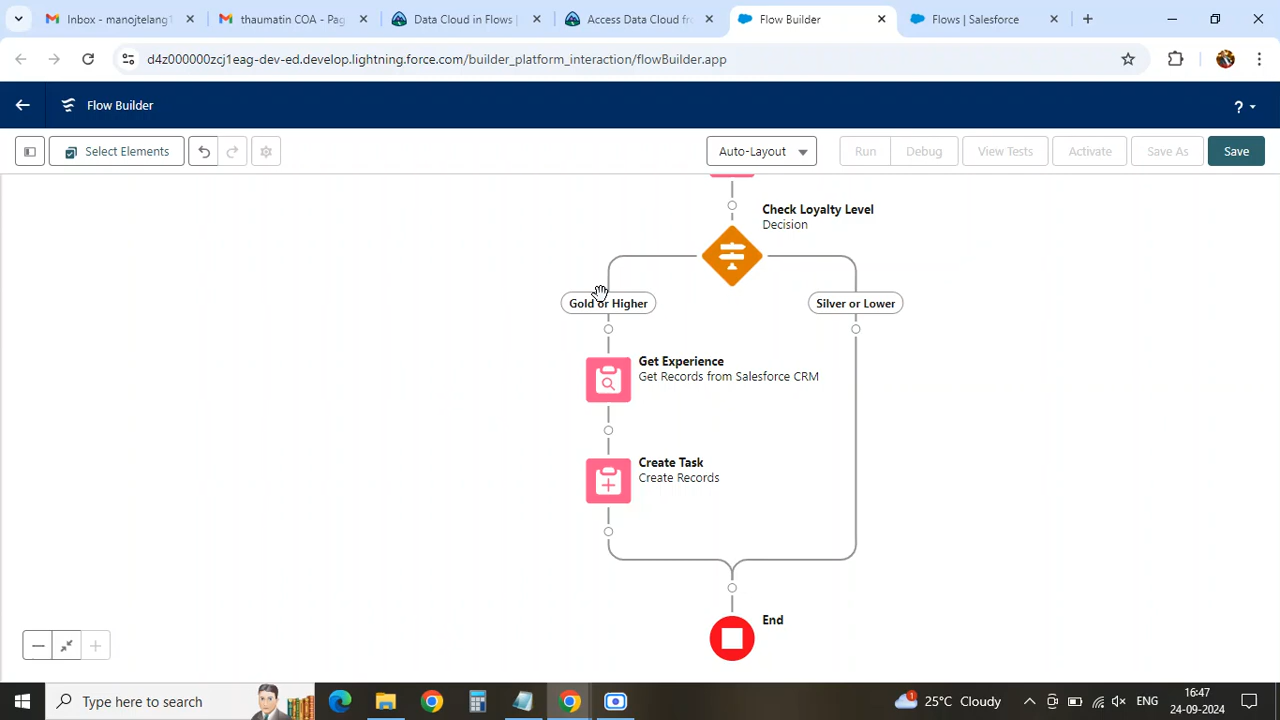 Inbox - manojtelang1
thaumatin COA - Pag
Data Cloud in Flows |
Access Data Cloud fro
Flow Builder
Flows | Salesforce
d4z000000zcj1eag-dev-ed.develop.lightning.force.com/builder_platform_interaction/flowBuilder.app
Flow Builder
?
Select Elements
Auto-Layout
Run
Debug
View Tests
Activate
Save As
Save
Check Loyalty Level
Decision
Gold or Higher
Silver or Lower
Get Experience
Get Records from Salesforce CRM
Create Task
Create Records
End
Type here to search
1
25°C Cloudy
ENG
16:47
24-09-2024